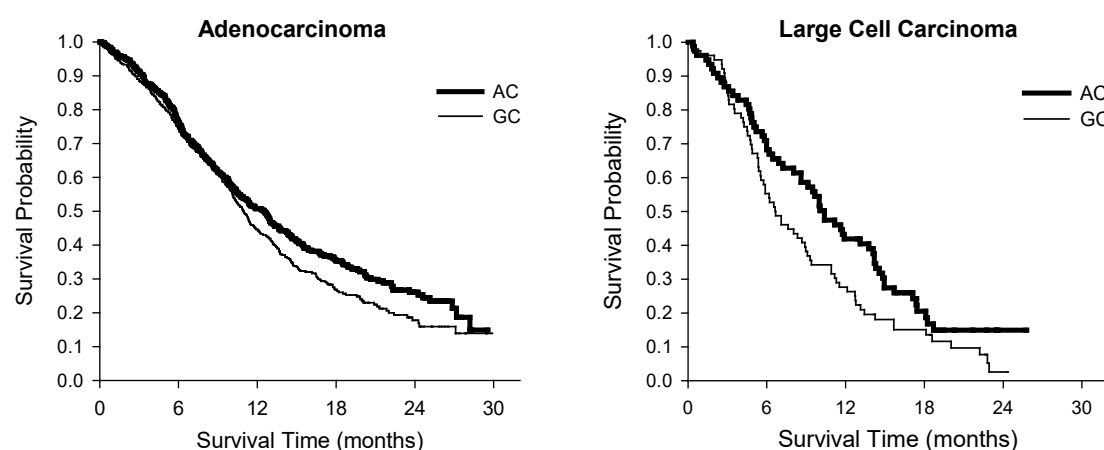 Adenocarcinoma
1.0
0.9
0.8
0.7
0.6
0.5
0.4
0.3
0.2
0.1
0.0
Survival Probability
AC
GC
0 6 12 18 24 30
Survival Time (months)
Large Cell Carcinoma
1.0
0.9
0.8
0.7
0.6
0.5
0.4
0.3
0.2
0.1
0.0
Survival Probability
AC
GC
0 6 12 18 24 30
Survival Time (months)